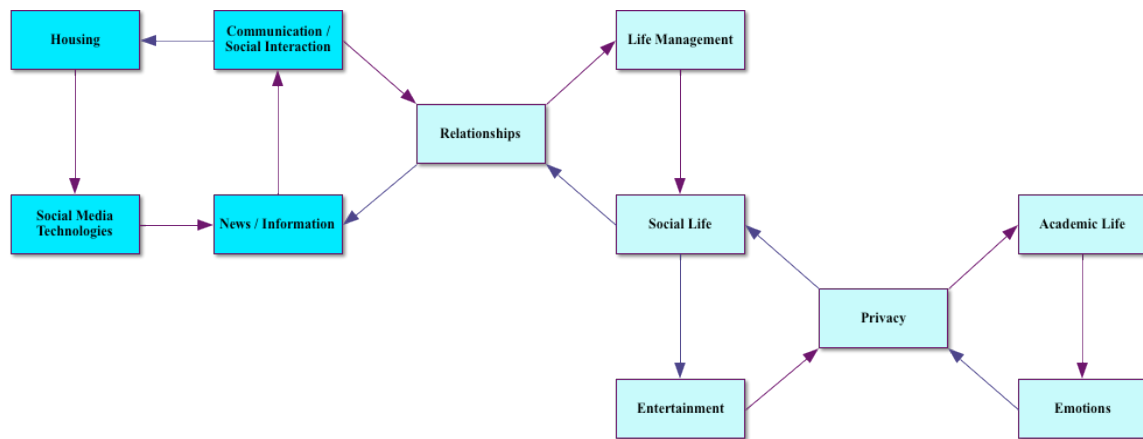 Housing
Communication /
Social Interaction
Life Management
Relationships
Social Media
Technologies
News / Information
Social Life
Academic Life
Privacy
Entertainment
Emotions